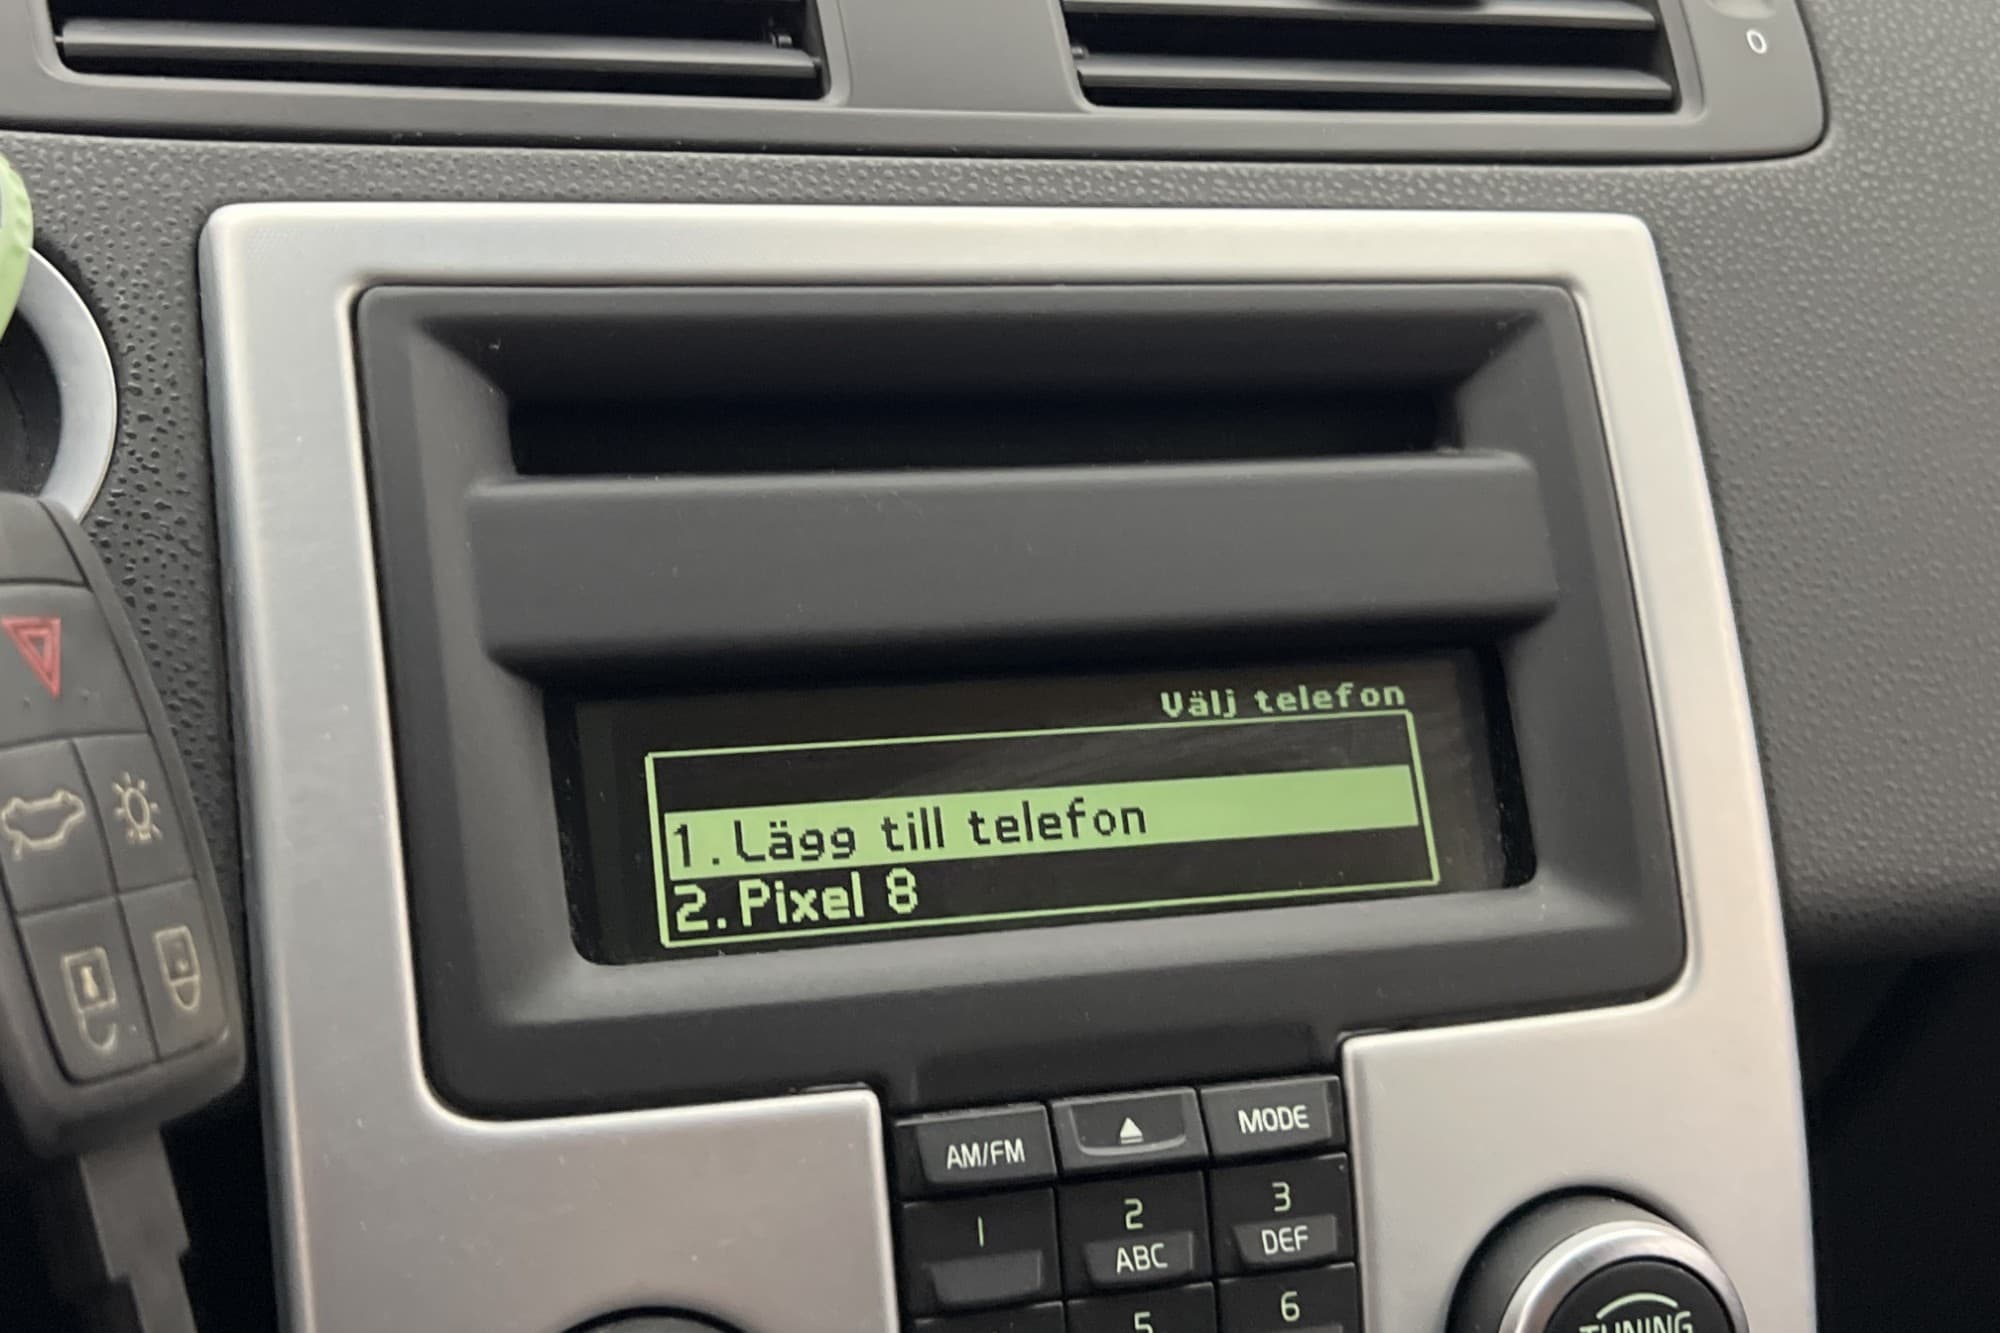 O
Välj telefon
1.Lägg till telefon
2.Pixel 8
AM/FM
MODE
1
2
3
ABC
DEF
5
6
TUNING